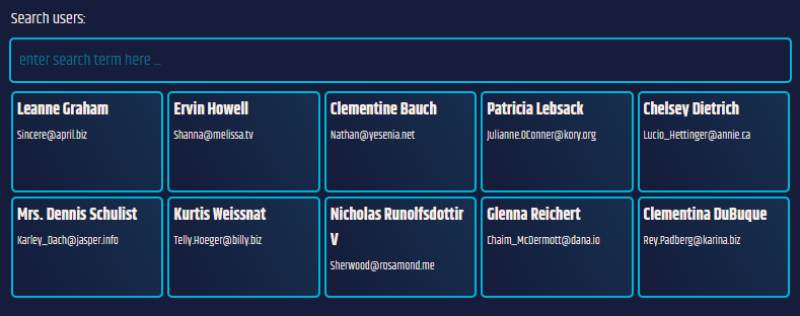 Search users:
enter search term here ...
Leanne Graham
Sincere@april.biz
Ervin Howell
Shanna@melissa.tv
Clementine Bauch
Nathan@yesenia.net
Patricia Lebsack
Julianne.OConner@kory.org
Chelsey Dietrich
Lucio_Hettinger@annie.ca
Mrs. Dennis Schulist
Karley_Dach@jasper.info
Kurtis Weissnat
Telly.Hoeger@billy.biz
Nicholas Runolfsdottir
V
Sherwood@rosamond.me
Glenna Reichert
Chaim_McDermott@dana.io
Clementina DuBuque
Rey.Padberg@karina.biz